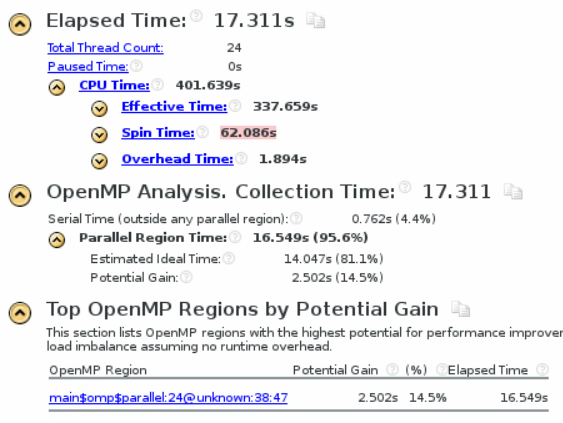 Elapsed Time: 17.311s
Total Thread Count: 24
Paused Time: 0s
CPU Time: 401.639s
Effective Time: 337.659s
Spin Time: 62.086s
Overhead Time: 1.894s
OpenMP Analysis. Collection Time: 17.311
Serial Time (outside any parallel region): 0.762s (4.4%)
Parallel Region Time: 16.549s (95.6%)
Estimated Ideal Time: 14.047s (81.1%)
Potential Gain: 2.502s (14.5%)
Top OpenMP Regions by Potential Gain
This section lists OpenMP regions with the highest potential for performance improver
load imbalance assuming no runtime overhead.
OpenMP Region Potential Gain (%) Elapsed Time
main$omp$parallel:24@unknown:38:47 2.502s 14.5% 16.549s